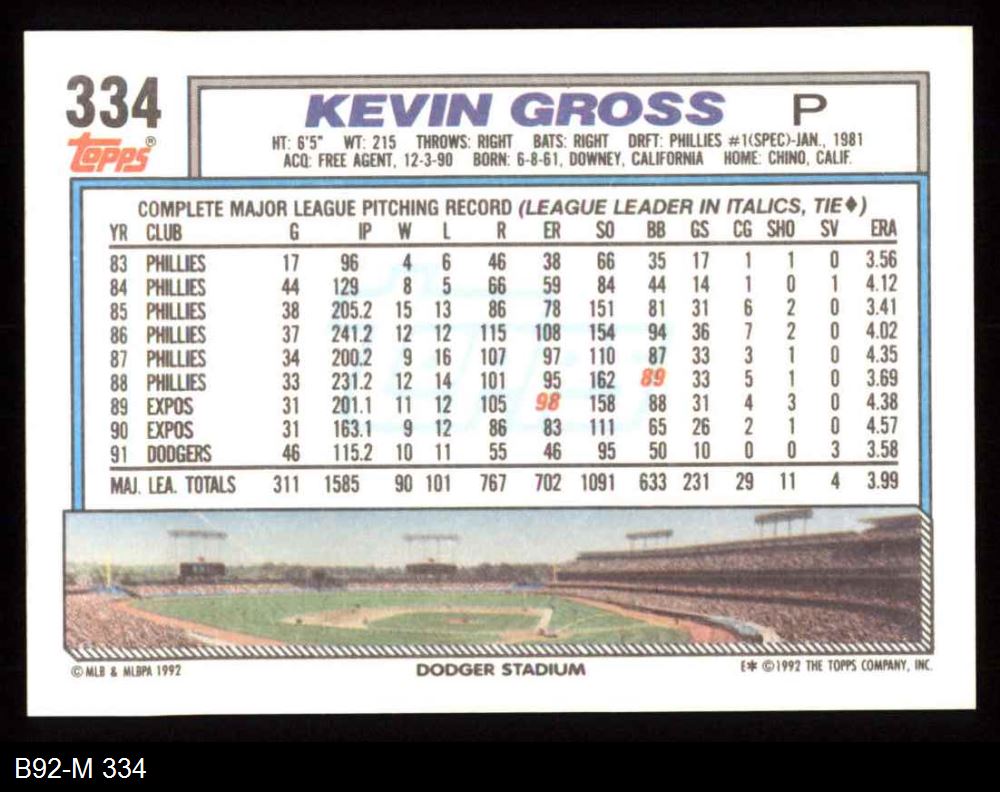 334
topps®
KEVIN GROSS P
HT: 6'5" WT: 215 THROWS: RIGHT BATS: RIGHT DRFT: PHILLIES #1(SPEC)-JAN., 1981
ACQ: FREE AGENT, 12-3-90 BORN: 6-8-61, DOWNEY, CALIFORNIA HOME: CHINO, CALIF.
COMPLETE MAJOR LEAGUE PITCHING RECORD (LEAGUE LEADER IN ITALICS, TIE♦)
YR CLUB G IP W L R ER SO BB GS CG SHO SV ERA
83 PHILLIES 17 96 4 6 46 38 66 35 17 1 1 0 3.56
84 PHILLIES 44 129 8 5 66 59 84 44 14 1 0 1 4.12
85 PHILLIES 38 205.2 15 13 86 78 151 81 31 6 2 0 3.41
86 PHILLIES 37 241.2 12 12 115 108 154 94 36 7 2 0 4.02
87 PHILLIES 34 200.2 9 16 107 97 110 87 33 3 1 0 4.35
88 PHILLIES 33 231.2 12 14 101 95 162 89 33 5 1 0 3.69
89 EXPOS 31 201.1 11 12 105 98 158 88 31 4 3 0 4.38
90 EXPOS 31 163.1 9 12 86 83 111 65 26 2 1 0 4.57
91 DODGERS 46 115.2 10 11 55 46 95 50 10 0 0 3 3.58
MAJ. LEA. TOTALS 311 1585 90 101 767 702 1091 633 231 29 11 4 3.99
© MLB & MLBPA 1992 DODGER STADIUM E* ©1992 THE TOPPS COMPANY, INC.
B92-M 334